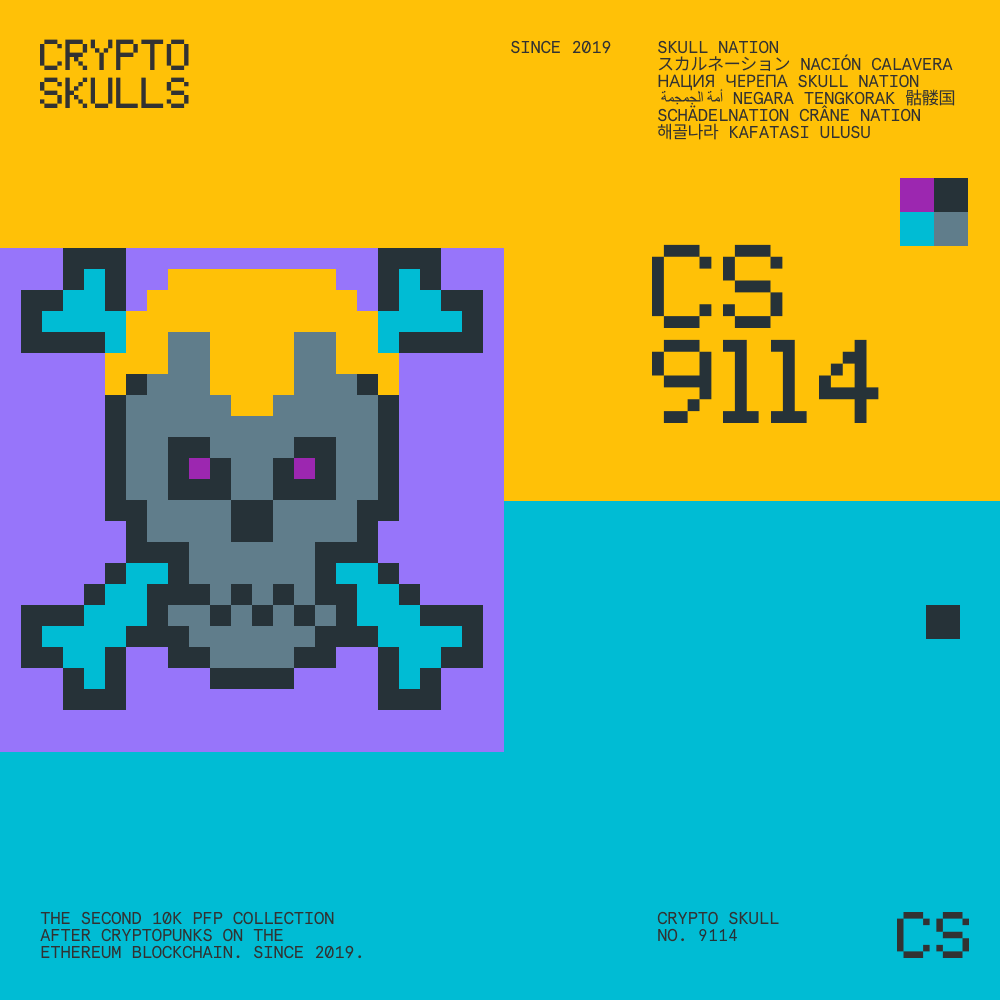 CRYPTO
SKULLS
SINCE 2019
SKULL NATION
スカルネーション NACIÓN CALAVERA
НАЦИЯ ЧЕРЕПА SKULL NATION
أمة الجمجمة NEGARA TENGKORAK 骷髅国
SCHÄDELNATION CRÂNE NATION
해골나라 KAFATASI ULUSU
CS
9114
THE SECOND 10K PFP COLLECTION
AFTER CRYPTOPUNKS ON THE
ETHEREUM BLOCKCHAIN. SINCE 2019.
CRYPTO SKULL
NO. 9114
CS